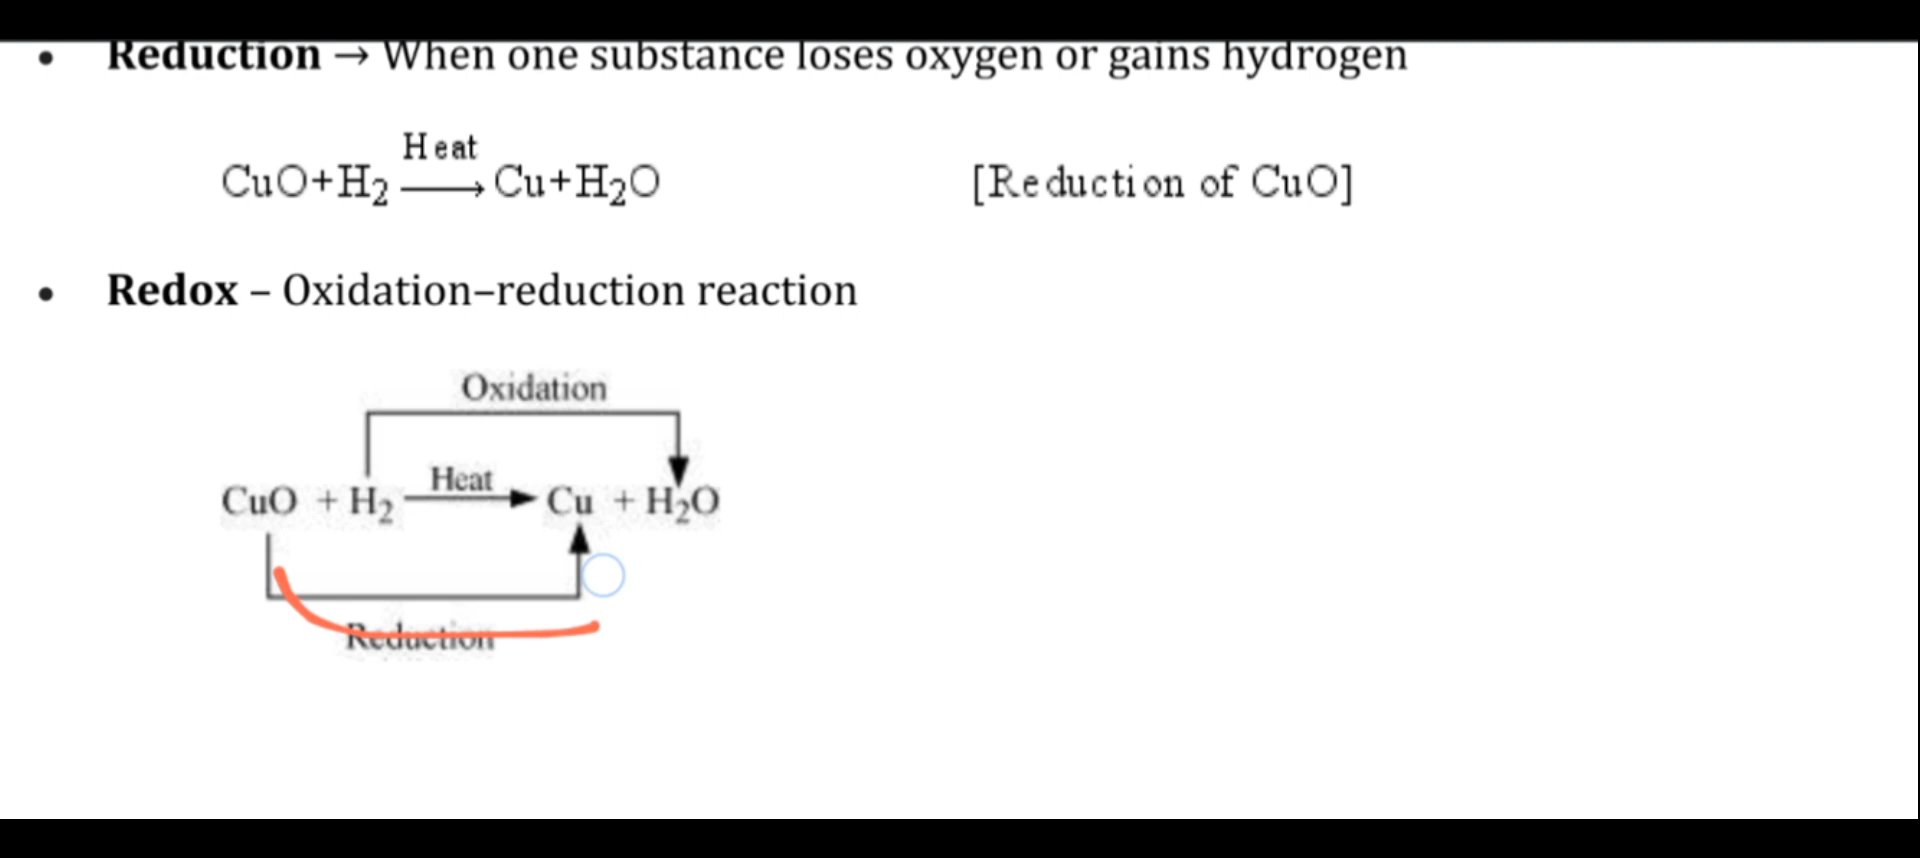 • Reduction → When one substance loses oxygen or gains hydrogen
Heat
CuO+H₂ ⟶ Cu+H₂O [Reduction of CuO]
• Redox – Oxidation–reduction reaction
Oxidation
Heat
CuO + H₂ ⟶ Cu + H₂O
Reduction